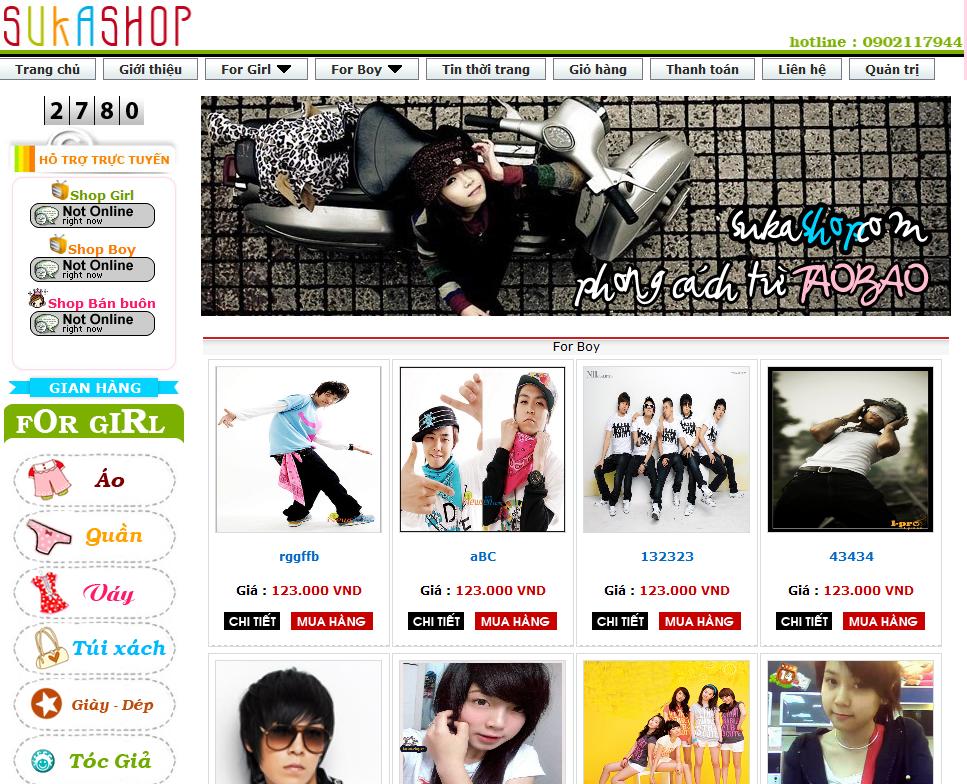 SUKASHOP
hotline : 0902117944
Trang chủ
Giới thiệu
For Girl
For Boy
Tin thời trang
Giỏ hàng
Thanh toán
Liên hệ
Quản trị
2780
HỖ TRỢ TRỰC TUYẾN
Shop Girl
Not Online
right now
Shop Boy
Not Online
right now
Shop Bán buôn
Not Online
right now
sukashop.com
phong cách từ TAOBAO
GIAN HÀNG
FOR GIRL
Áo
Quần
Váy
Túi xách
Giày - Dép
Tóc Giả
For Boy
rggffb
aBC
132323
43434
Giá : 123.000 VND
Giá : 123.000 VND
Giá : 123.000 VND
Giá : 123.000 VND
CHI TIẾT
MUA HÀNG
CHI TIẾT
MUA HÀNG
CHI TIẾT
MUA HÀNG
CHI TIẾT
MUA HÀNG
14